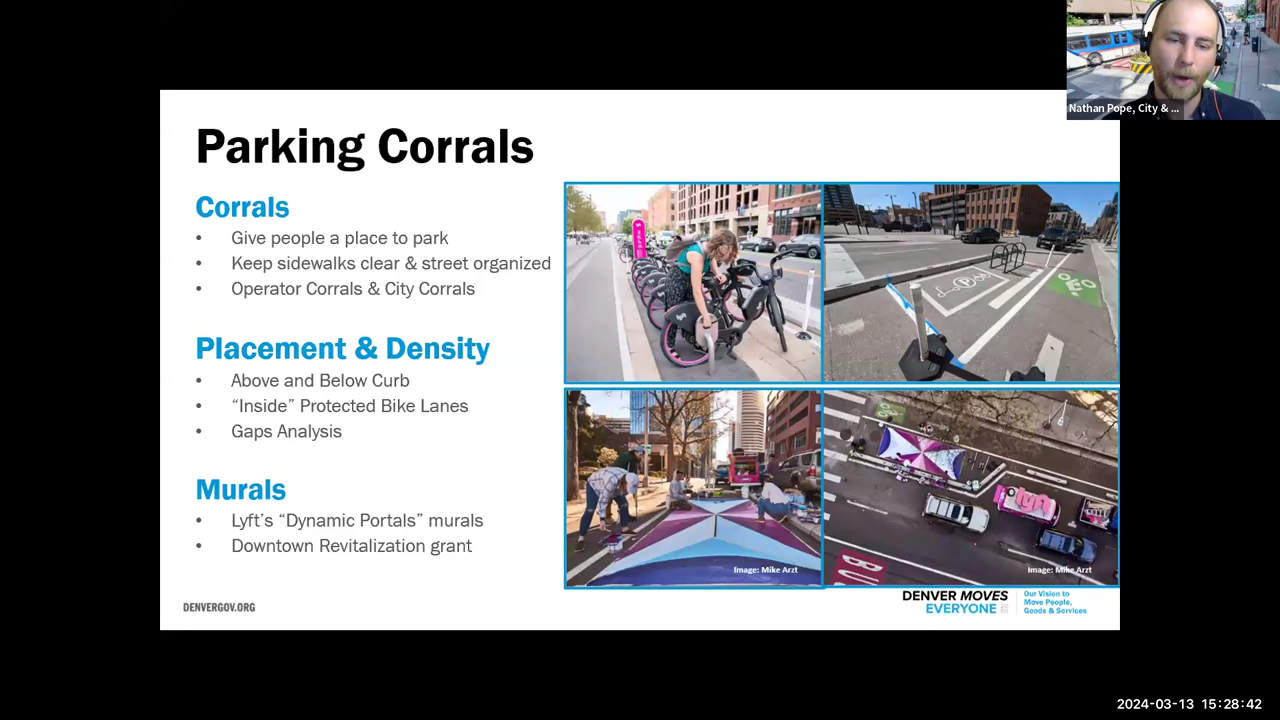 Nathan Pope, City & ...
Parking Corrals
Corrals
• Give people a place to park
• Keep sidewalks clear & street organized
• Operator Corrals & City Corrals
Placement & Density
• Above and Below Curb
• “Inside” Protected Bike Lanes
• Gaps Analysis
Murals
• Lyft’s “Dynamic Portals” murals
• Downtown Revitalization grant
lyft
BUS
Image: Mike Arzt
Image: Mike Arzt
DENVERGOV.ORG
DENVER MOVES
EVERYONE
Our Vision to
Move People,
Goods & Services
2024-03-13 15:28:42